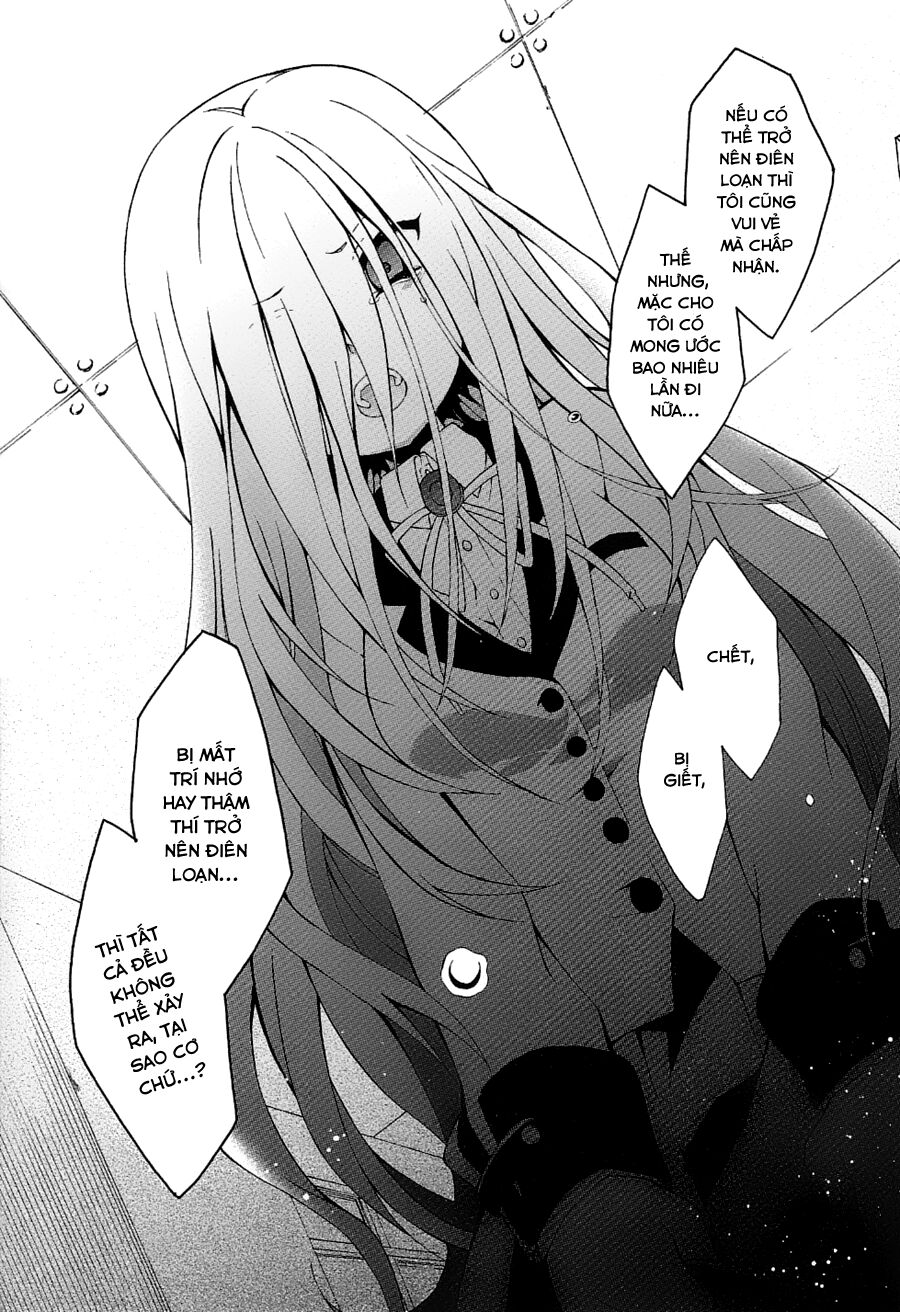 NẾU CÓ
THỂ TRỞ
NÊN ĐIÊN
LOẠN THÌ
TÔI CŨNG
VUI VẺ
MÀ CHẤP
NHẬN.
THẾ
NHƯNG,
MẶC CHO
TÔI CÓ
MONG ƯỚC
BAO NHIÊU
LẦN ĐI
NỮA...
CHẾT,
BỊ
GIẾT,
BỊ MẤT
TRÍ NHỚ
HAY THẬM
THÍ TRỞ
NÊN ĐIÊN
LOẠN...
THÌ TẤT
CẢ ĐỀU
KHÔNG
THỂ XẢY
RA, TẠI
SAO CƠ
CHỨ...?